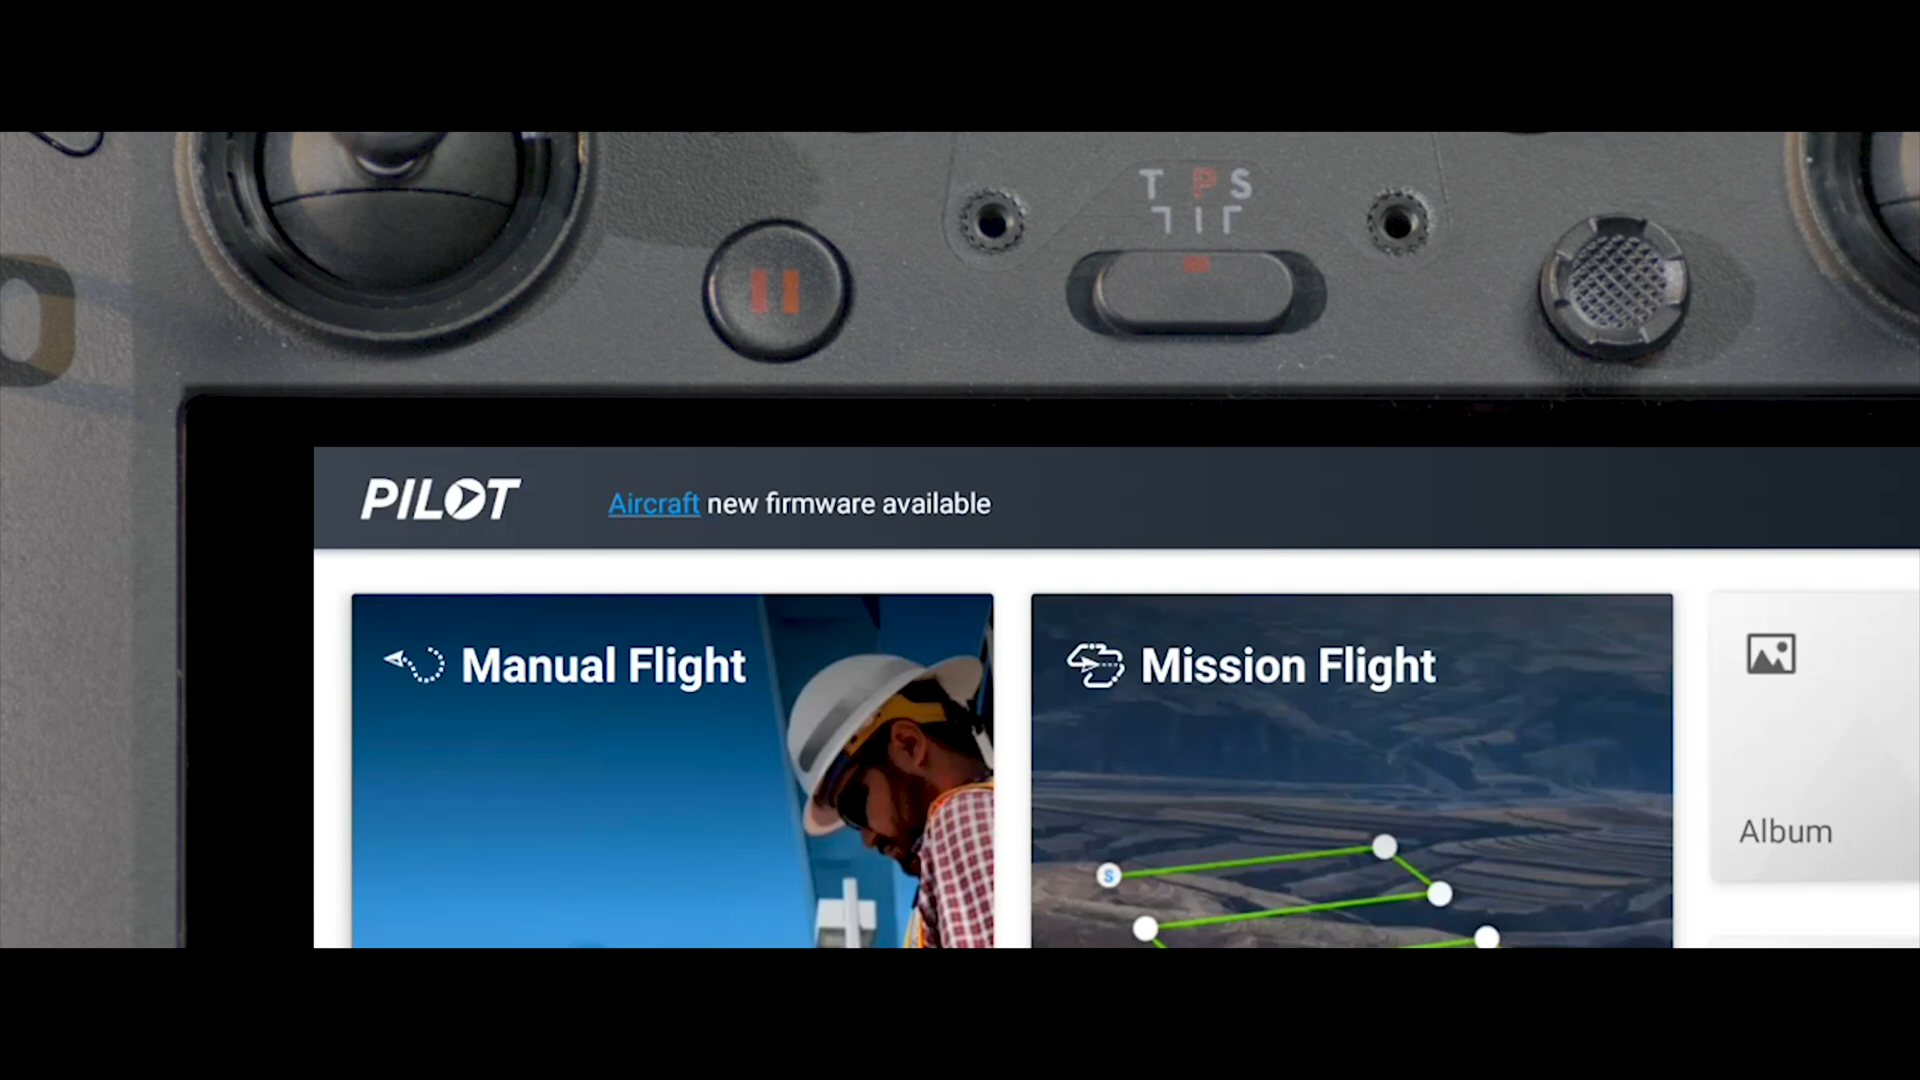 T P S
PILOT
Aircraft new firmware available
Manual Flight
Mission Flight
S
Album